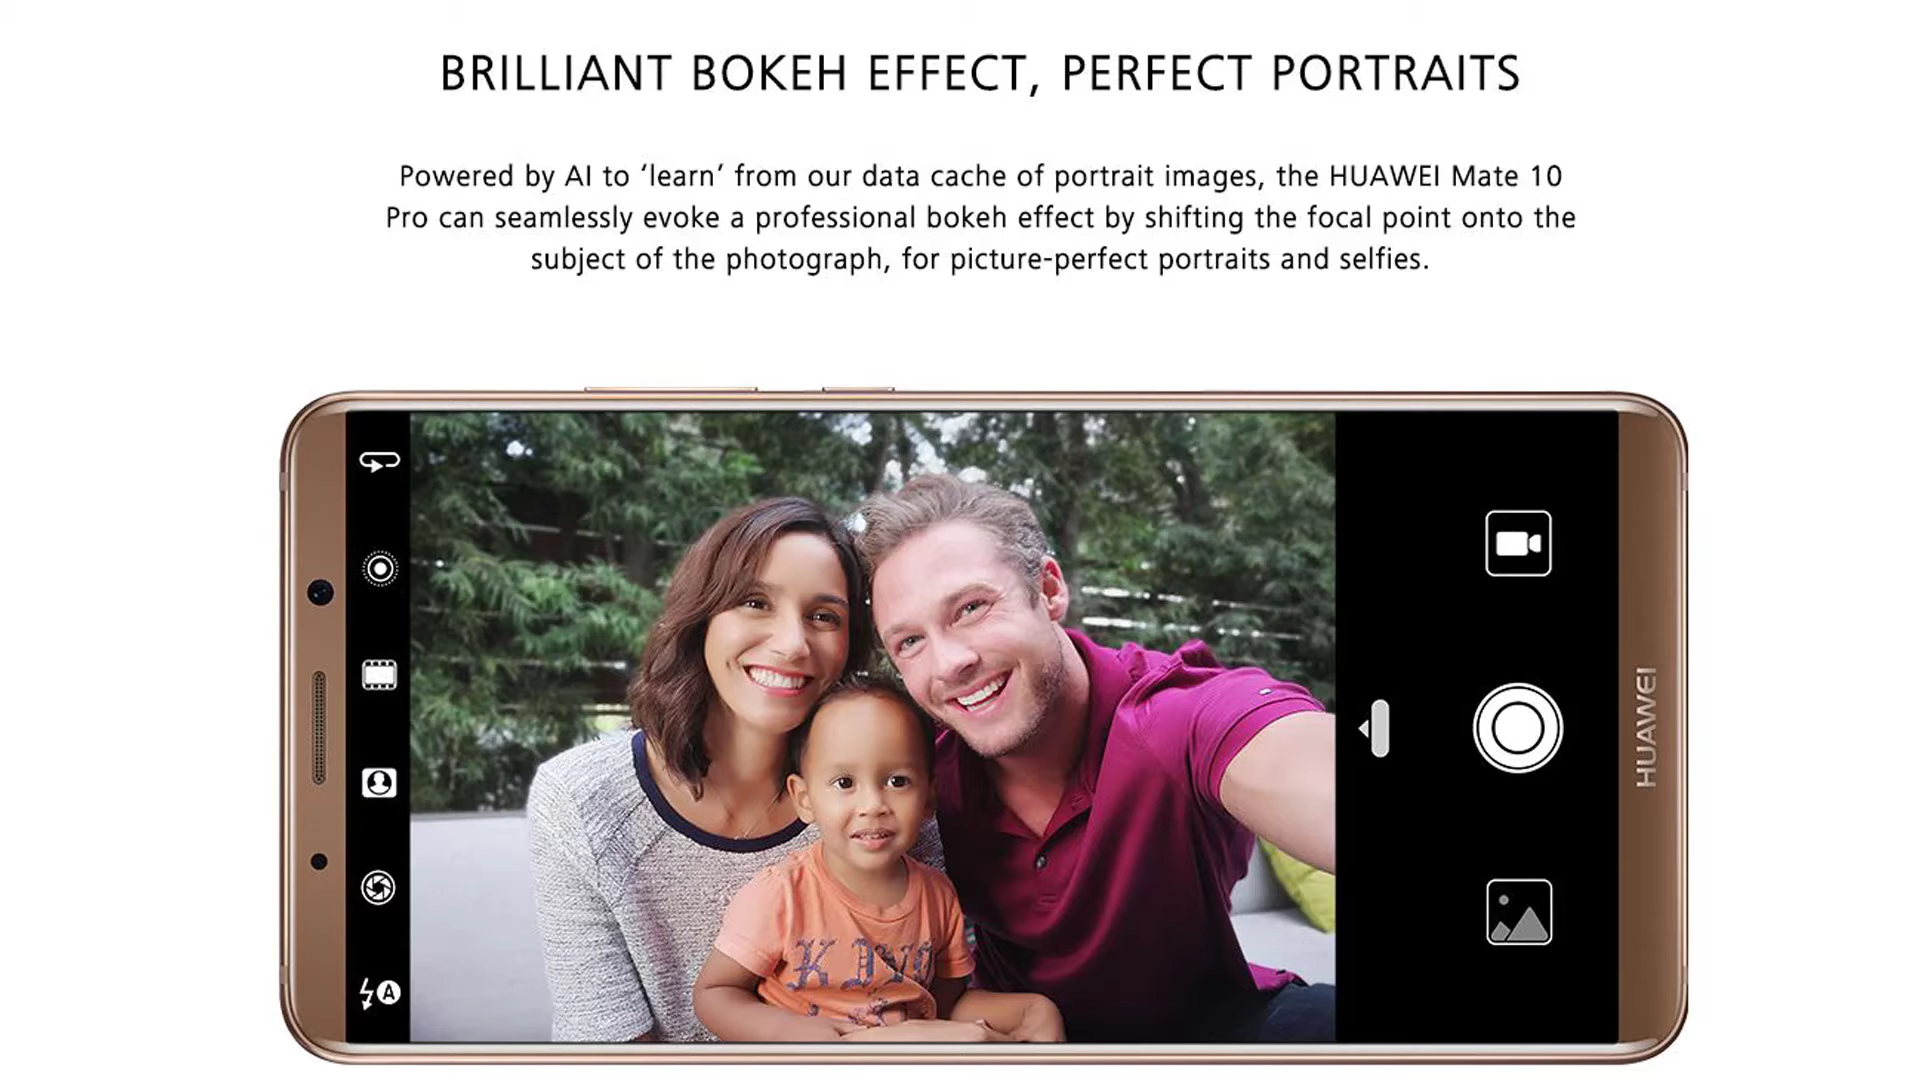 BRILLIANT BOKEH EFFECT, PERFECT PORTRAITS
Powered by AI to ‘learn’ from our data cache of portrait images, the HUAWEI Mate 10
Pro can seamlessly evoke a professional bokeh effect by shifting the focal point onto the
subject of the photograph, for picture-perfect portraits and selfies.
A
HUAWEI